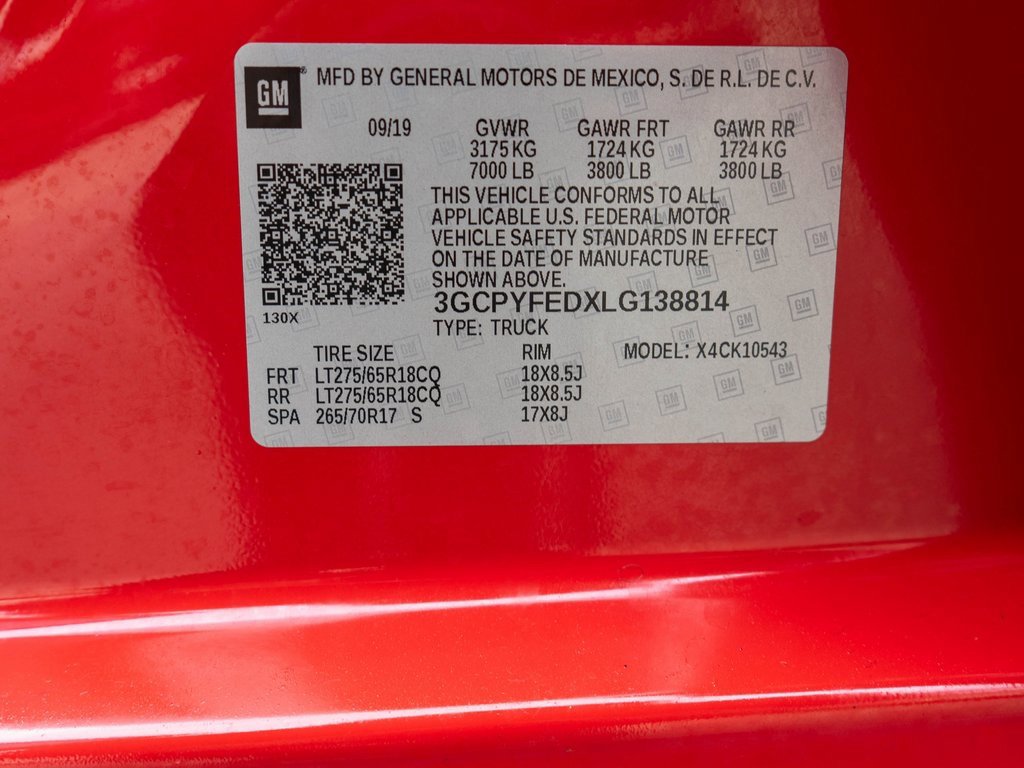 GM MFD BY GENERAL MOTORS DE MEXICO, S. DE R.L. DE C.V.
09/19 GVWR GAWR FRT GAWR RR
3175 KG 1724 KG 1724 KG
7000 LB 3800 LB 3800 LB
THIS VEHICLE CONFORMS TO ALL
APPLICABLE U.S. FEDERAL MOTOR
VEHICLE SAFETY STANDARDS IN EFFECT
ON THE DATE OF MANUFACTURE
SHOWN ABOVE.
3GCPYFEDXLG138814
130X
TYPE: TRUCK
TIRE SIZE RIM MODEL: X4CK10543
FRT LT275/65R18CQ 18X8.5J
RR LT275/65R18CQ 18X8.5J
SPA 265/70R17 S 17X8J